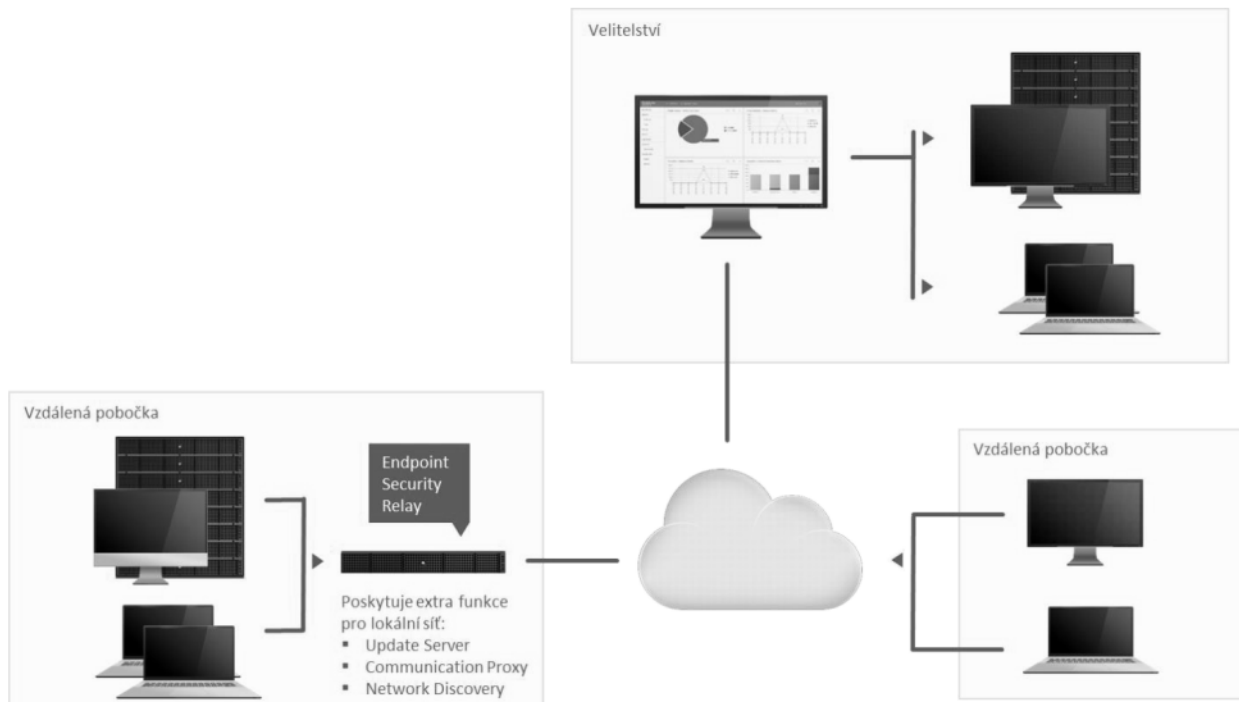 Velitelství
Vzdálená pobočka
Endpoint
Security
Relay
Poskytuje extra funkce
pro lokální síť:
▪ Update Server
▪ Communication Proxy
▪ Network Discovery
Vzdálená pobočka